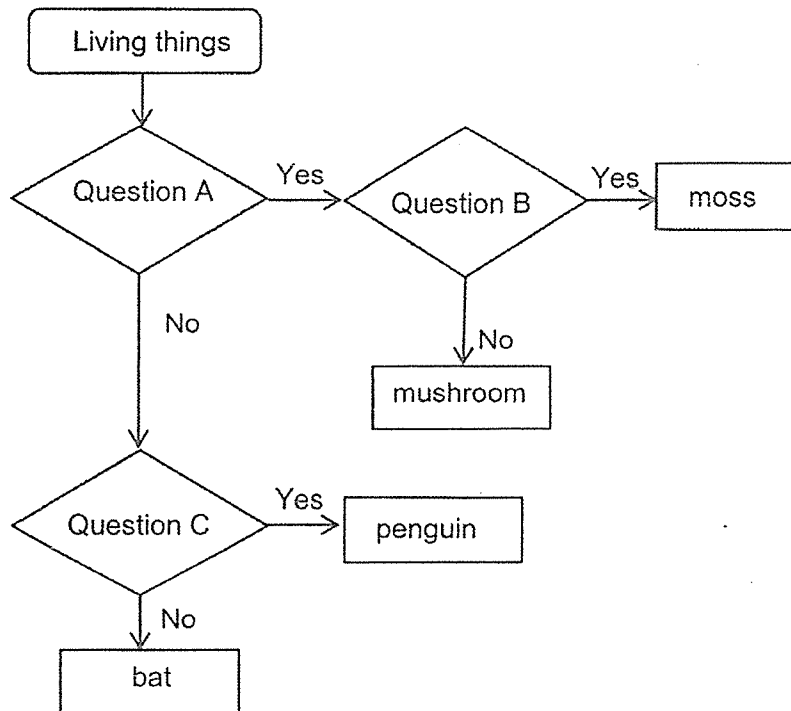 Living things
Question A
Yes
Question B
Yes
moss
No
No
mushroom
Question C
Yes
penguin
No
bat